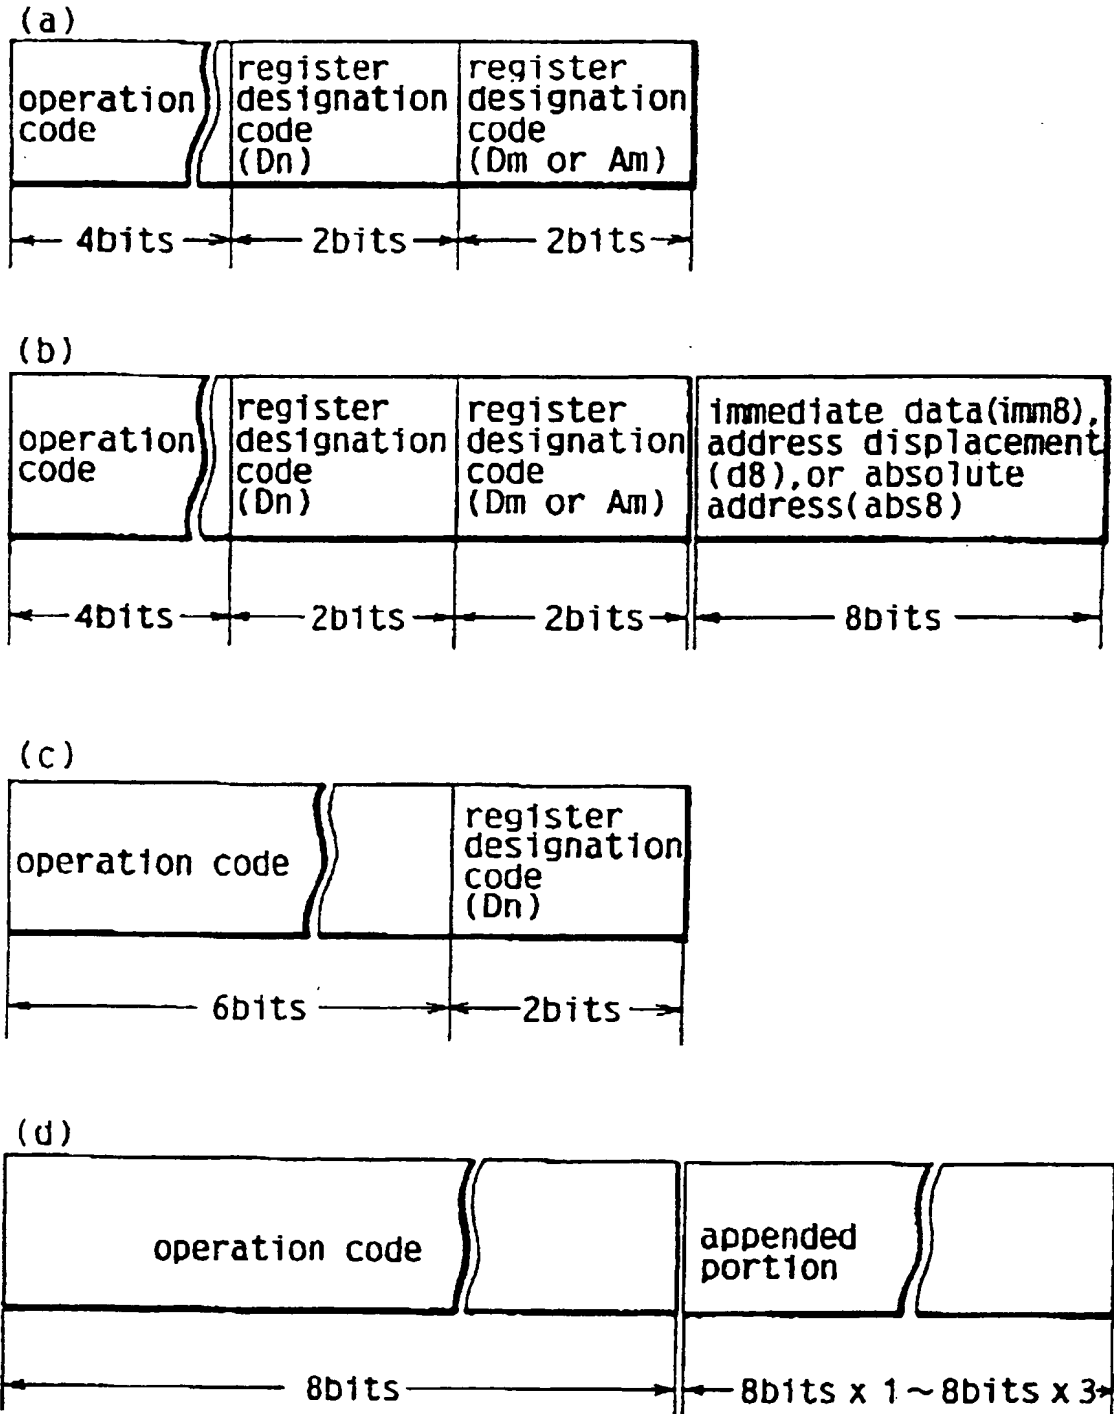 (a)
operation
code
register
designation
code
(Dn)
register
designation
code
(Dm or Am)
4bits
2bits
2bits
(b)
operation
code
register
designation
code
(Dn)
register
designation
code
(Dm or Am)
immediate data(imm8),
address displacement
(d8),or absolute
address(abs8)
4bits
2bits
2bits
8bits
(c)
operation code
register
designation
code
(Dn)
6bits
2bits
(d)
operation code
appended
portion
8bits
8bits x 1~8bits x 3